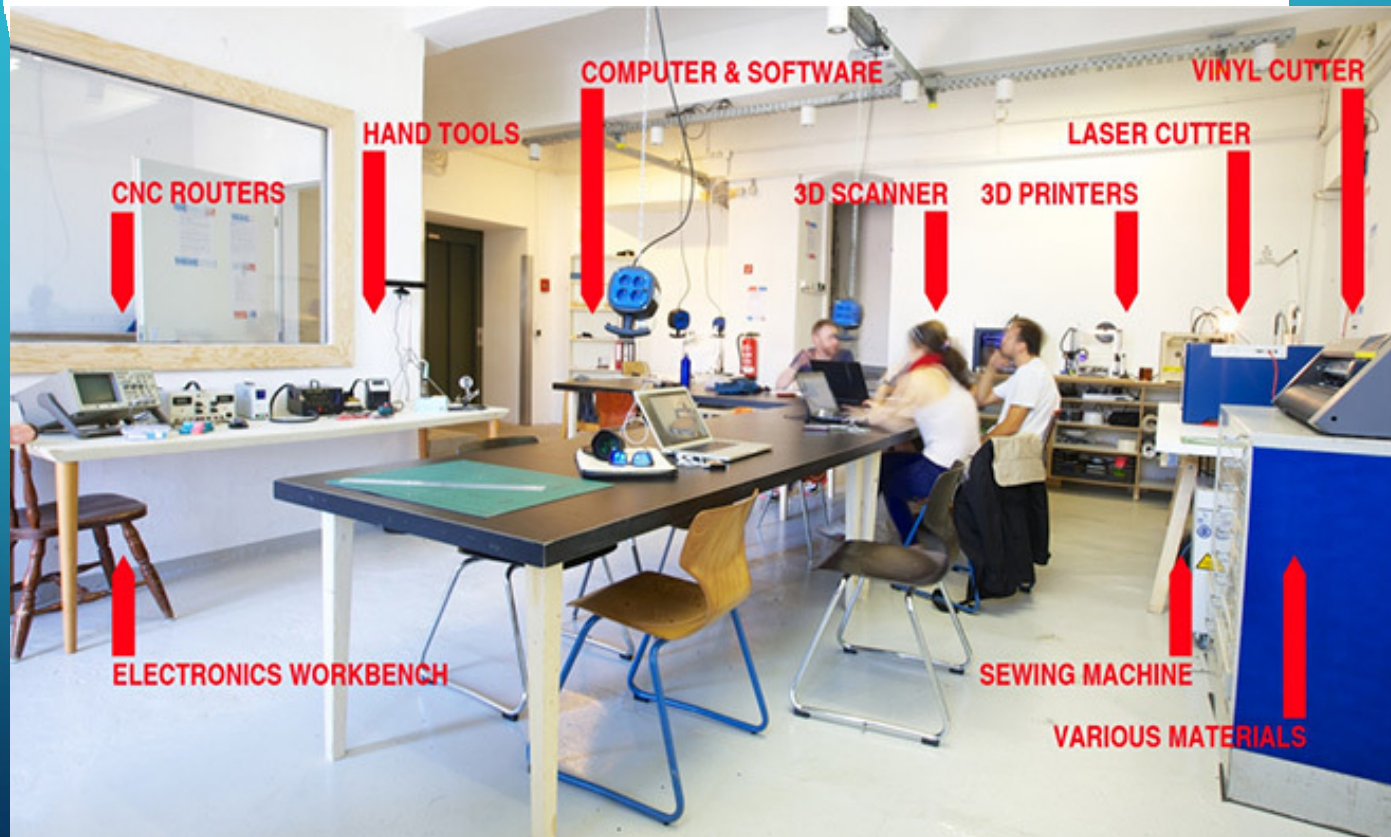 COMPUTER & SOFTWARE
VINYL CUTTER
HAND TOOLS
LASER CUTTER
CNC ROUTERS
3D SCANNER
3D PRINTERS
ELECTRONICS WORKBENCH
SEWING MACHINE
VARIOUS MATERIALS